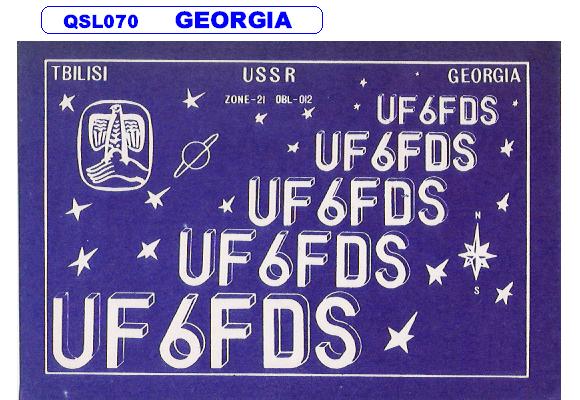 QSL070 GEORGIA
TBILISI USSR GEORGIA
ZONE-21 OBL-012
UF6FDS
UF6FDS
UF6FDS
UF6FDS
UF6FDS
N
S